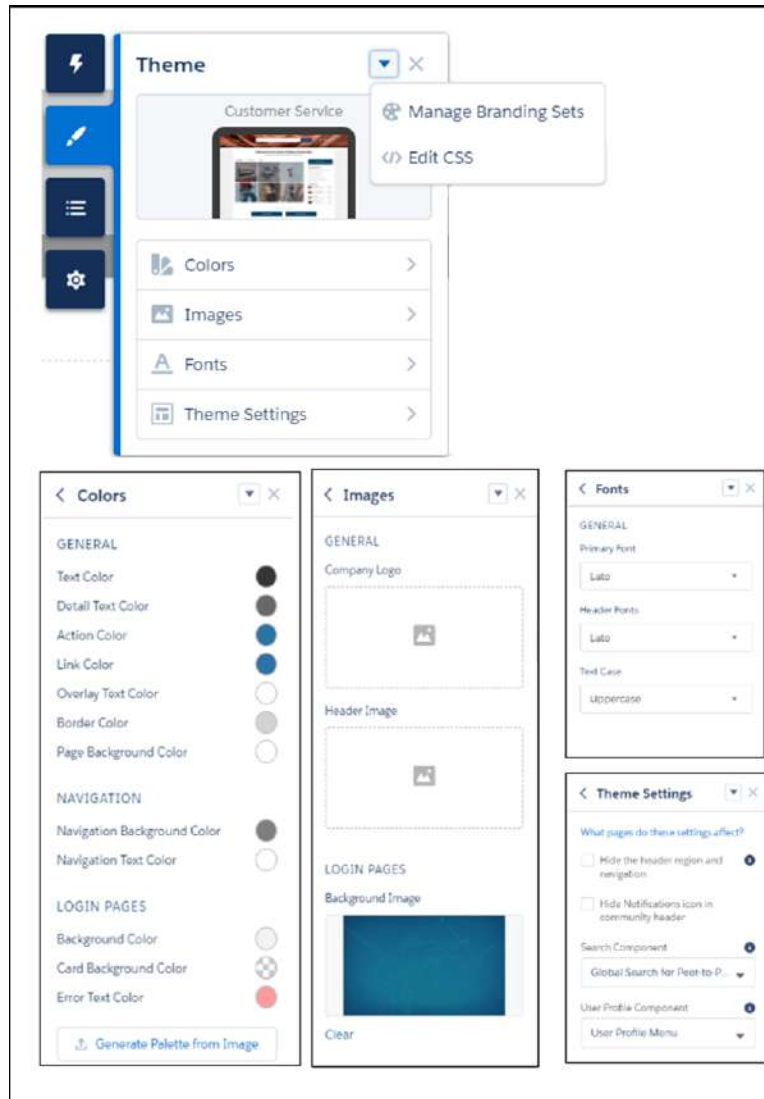 Theme
Customer Service
Manage Branding Sets
</> Edit CSS
Colors
Images
Fonts
Theme Settings
Colors
GENERAL
Text Color
Detail Text Color
Action Color
Link Color
Overlay Text Color
Border Color
Page Background Color
NAVIGATION
Navigation Background Color
Navigation Text Color
LOGIN PAGES
Background Color
Card Background Color
Error Text Color
Generate Palette from Image
Images
GENERAL
Company Logo
Header Image
LOGIN PAGES
Background Image
Clear
Fonts
GENERAL
Primary Font
Lato
Header Fonts
Lato
Text Case
Uppercase
Theme Settings
What pages do these settings affect?
Hide the header region and
navigation
Hide Notifications icon in
community header
Search Component
Global Search for Peer-to-P...
User Profile Component
User Profile Menu